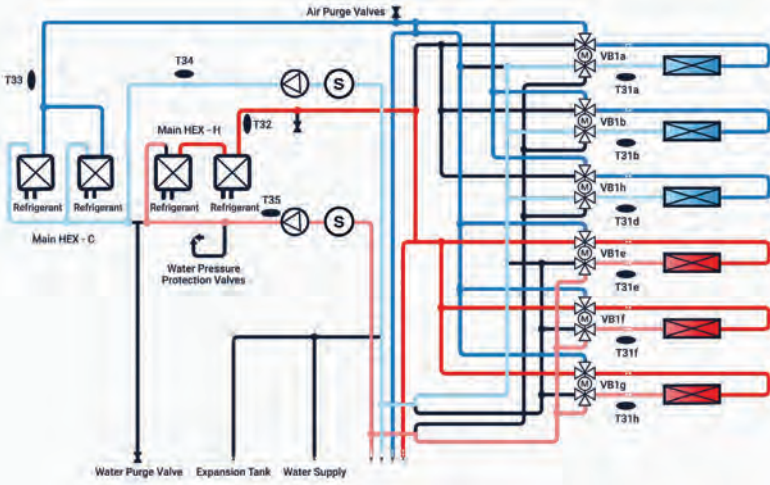 Air Purge Valves
T33
T34
S
M
VB1a
T31a
Main HEX - H
T32
M
VB1b
T31b
Refrigerant
Refrigerant
Refrigerant
Refrigerant
T35
S
M
VB1h
T31d
Main HEX - C
Water Pressure
Protection Valves
M
VB1e
T31e
M
VB1f
T31f
M
VB1g
T31h
Water Purge Valve
Expansion Tank
Water Supply